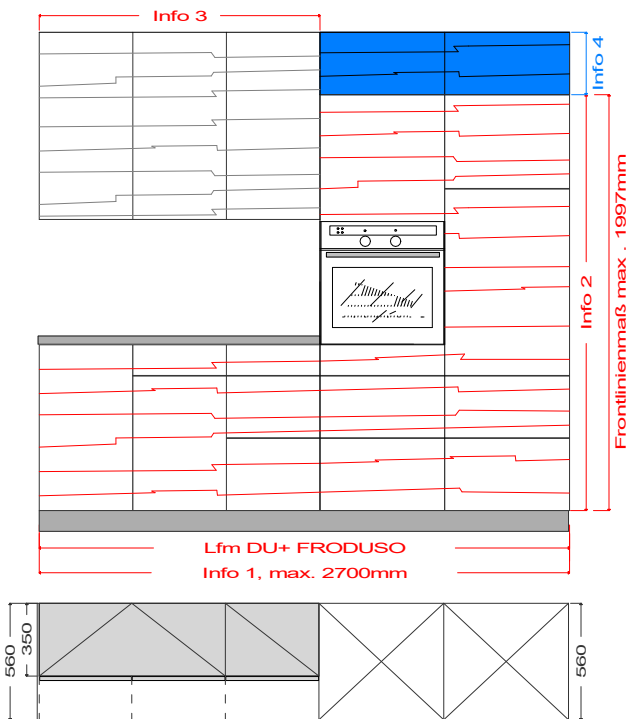 Info 3
Info 4
Info 2
Frontlinienmaß max . 1997mm
Lfm DU+ FRODUSO
Info 1, max. 2700mm
560
350
560